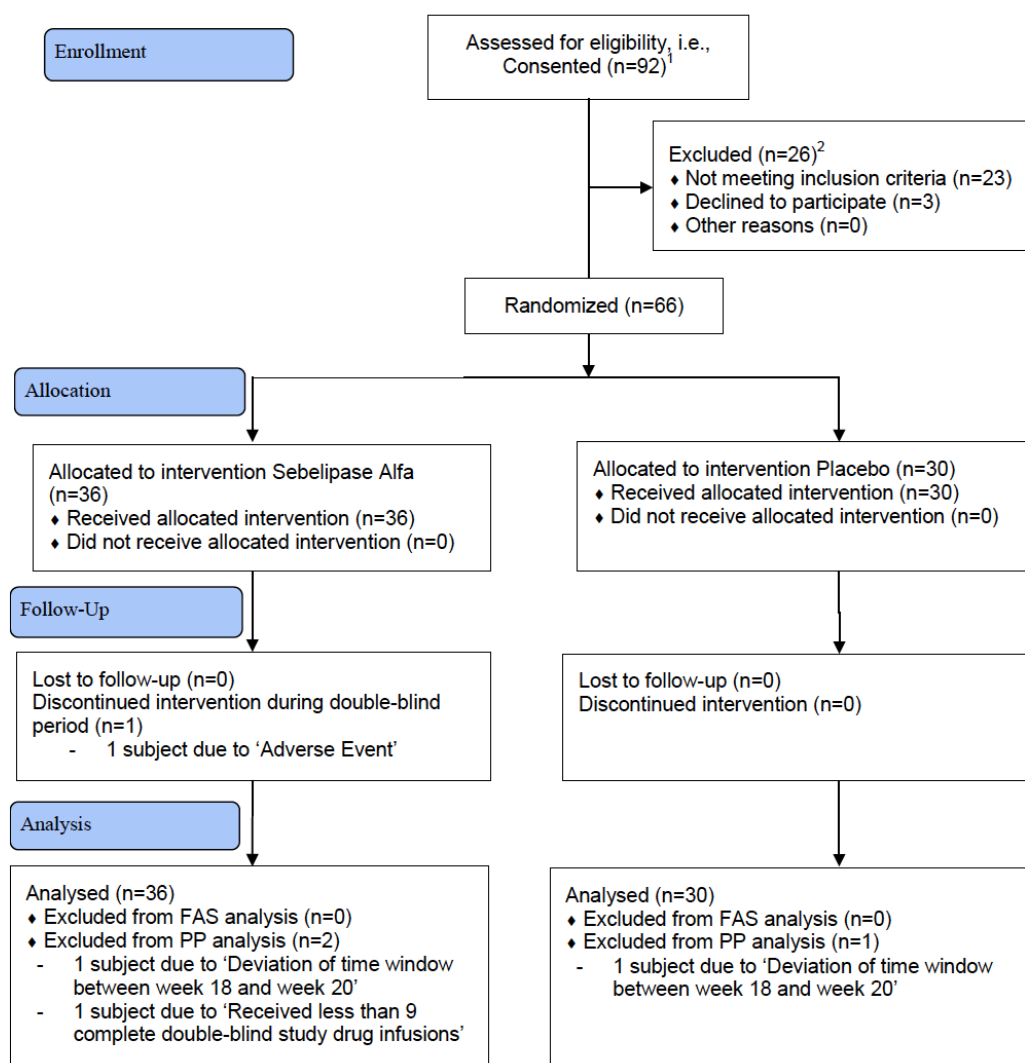 Enrollment
Assessed for eligibility, i.e.,
Consented (n=92)1
Excluded (n=26)2
♦ Not meeting inclusion criteria (n=23)
♦ Declined to participate (n=3)
♦ Other reasons (n=0)
Randomized (n=66)
Allocation
Allocated to intervention Sebelipase Alfa
(n=36)
♦ Received allocated intervention (n=36)
♦ Did not receive allocated intervention (n=0)
Allocated to intervention Placebo (n=30)
♦ Received allocated intervention (n=30)
♦ Did not receive allocated intervention (n=0)
Follow-Up
Lost to follow-up (n=0)
Discontinued intervention during double-blind
period (n=1)
- 1 subject due to ‘Adverse Event’
Lost to follow-up (n=0)
Discontinued intervention (n=0)
Analysis
Analysed (n=36)
♦ Excluded from FAS analysis (n=0)
♦ Excluded from PP analysis (n=2)
- 1 subject due to ‘Deviation of time window
between week 18 and week 20’
- 1 subject due to ‘Received less than 9
complete double-blind study drug infusions’
Analysed (n=30)
♦ Excluded from FAS analysis (n=0)
♦ Excluded from PP analysis (n=1)
- 1 subject due to ‘Deviation of time window
between week 18 and week 20’